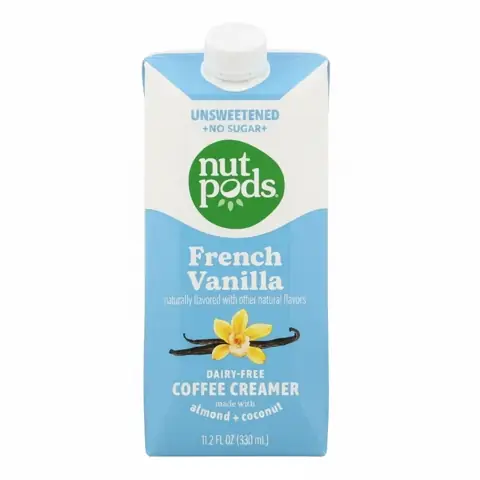 UNSWEETENED
+NO SUGAR+
nut
pods®
French
Vanilla
naturally flavored with other natural flavors
DAIRY-FREE
COFFEE CREAMER
made with
almond + coconut
11.2 FL OZ (330 mL)